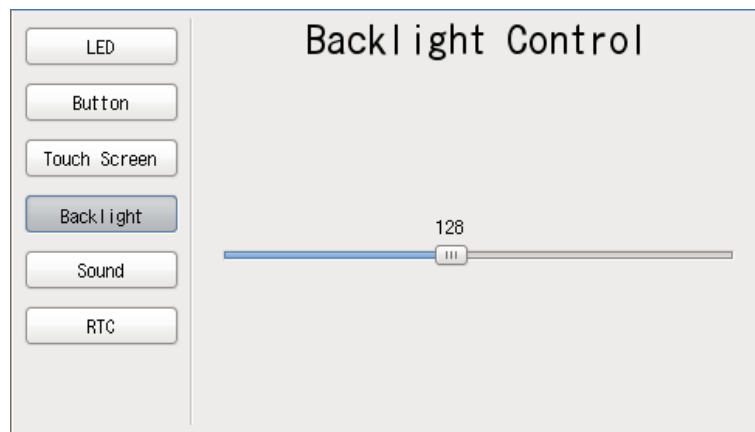 Backlight Control
LED
Button
Touch Screen
Backlight
Sound
RTC
128